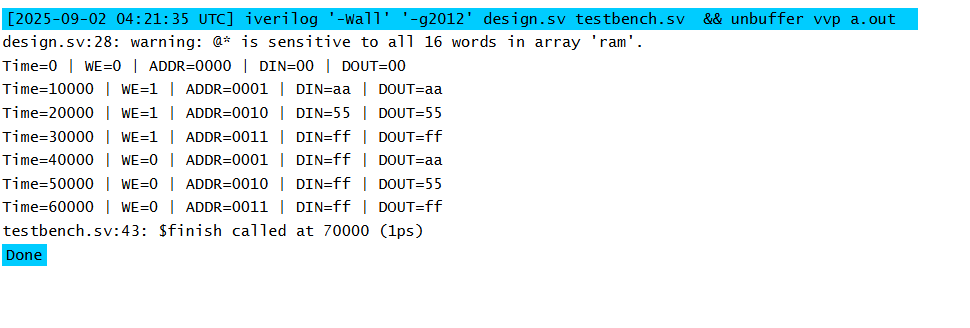 [2025-09-02 04:21:35 UTC] iverilog '-Wall' '-g2012' design.sv testbench.sv  && unbuffer vvp a.out
design.sv:28: warning: @* is sensitive to all 16 words in array 'ram'.
Time=0 | WE=0 | ADDR=0000 | DIN=00 | DOUT=00
Time=10000 | WE=1 | ADDR=0001 | DIN=aa | DOUT=aa
Time=20000 | WE=1 | ADDR=0010 | DIN=55 | DOUT=55
Time=30000 | WE=1 | ADDR=0011 | DIN=ff | DOUT=ff
Time=40000 | WE=0 | ADDR=0001 | DIN=ff | DOUT=aa
Time=50000 | WE=0 | ADDR=0010 | DIN=ff | DOUT=55
Time=60000 | WE=0 | ADDR=0011 | DIN=ff | DOUT=ff
testbench.sv:43: $finish called at 70000 (1ps)
Done